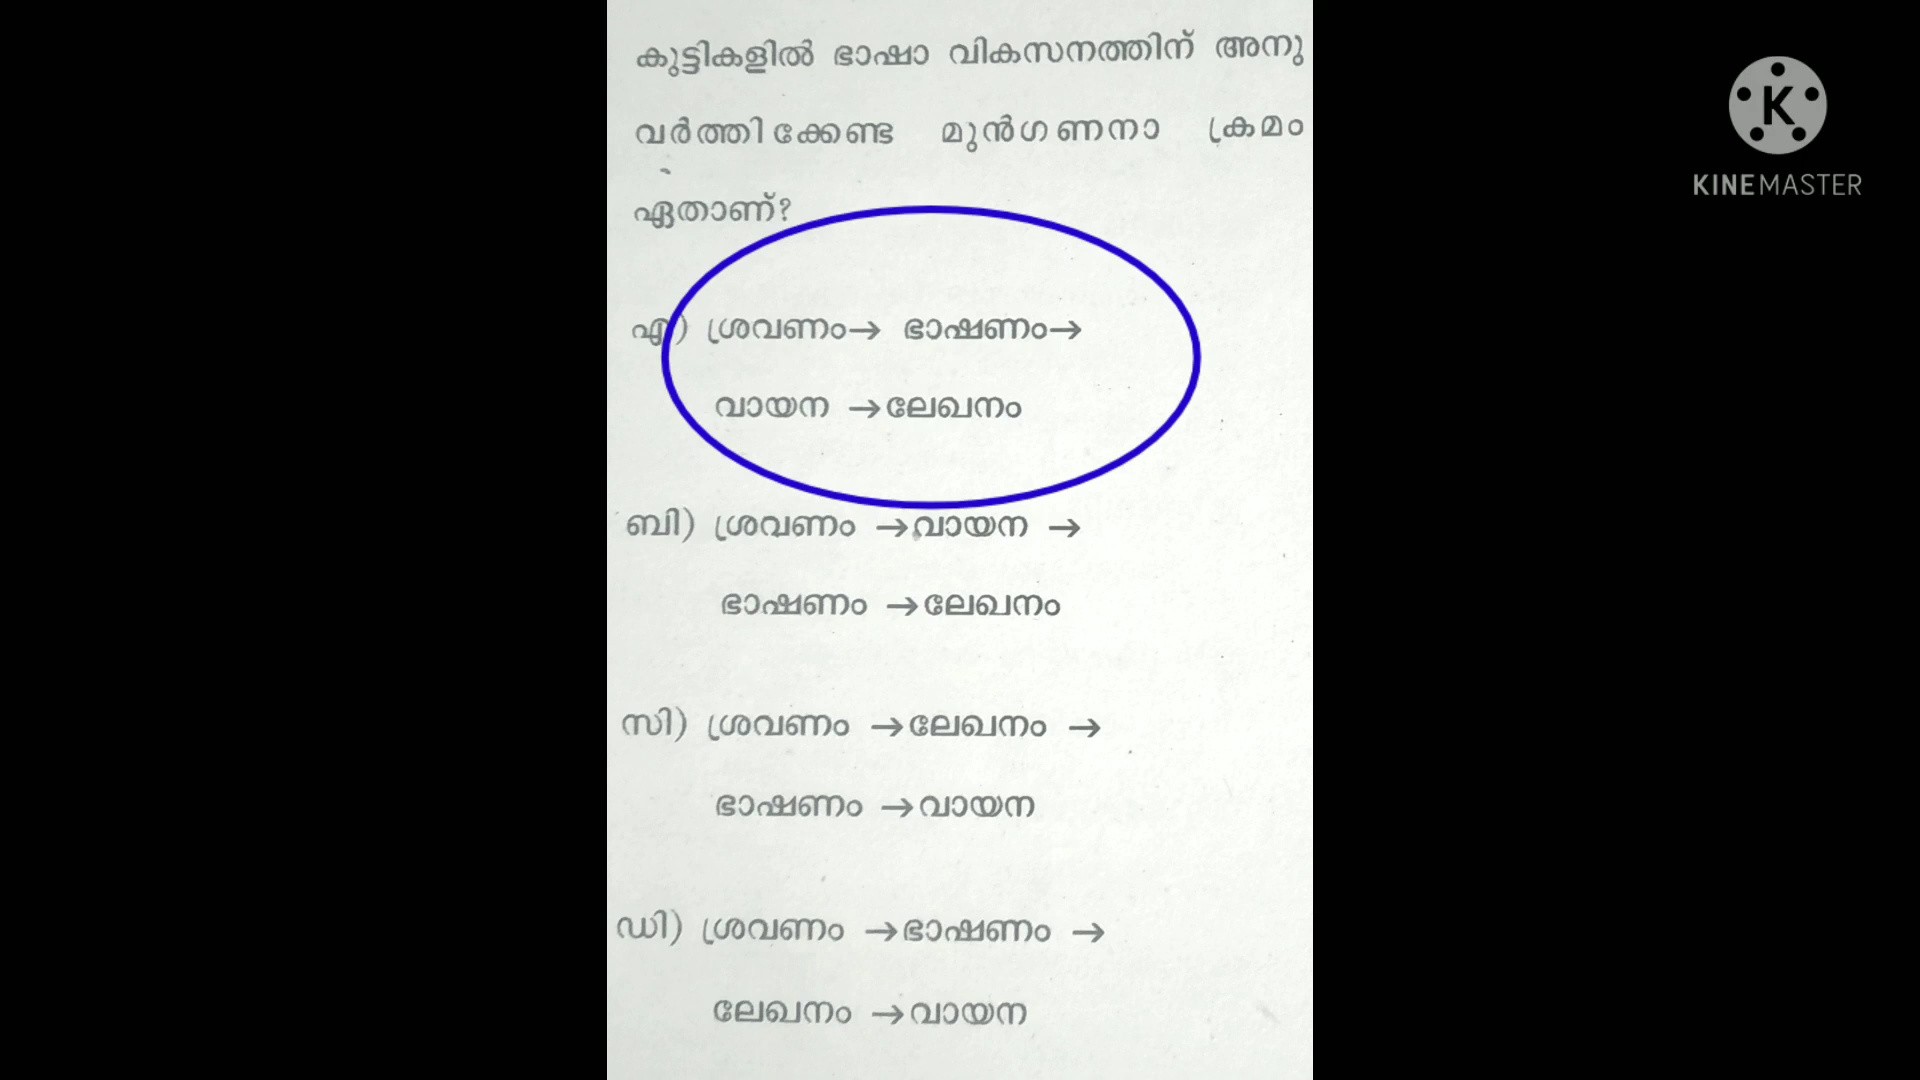 കുട്ടികളിൽ ഭാഷാ വികസനത്തിന് അനു
വർത്തിക്കേണ്ട മുൻഗണനാ ക്രമം
ഏതാണ്?
എ) ശ്രവണം→ ഭാഷണം→
വായന →ലേഖനം
ബി) ശ്രവണം →വായന →
ഭാഷണം →ലേഖനം
സി) ശ്രവണം →ലേഖനം →
ഭാഷണം →വായന
ഡി) ശ്രവണം →ഭാഷണം →
ലേഖനം →വായന
K
KINEMASTER